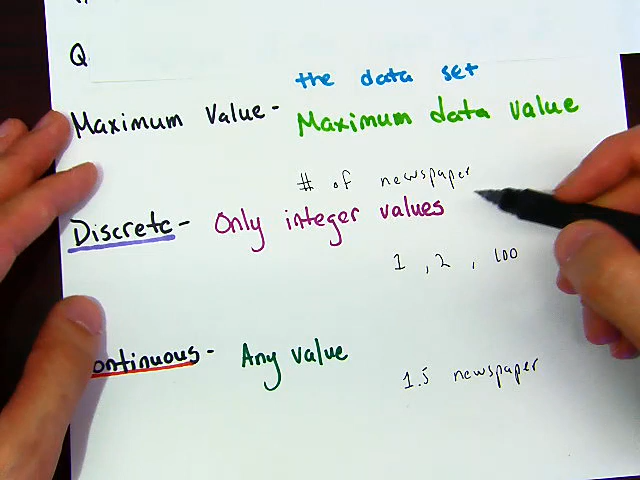 Q
the data set
Maximum Value- Maximum data value
# of newspaper
Discrete- Only integer values
1 , 2 , 100
Continuous- Any value
1.5 newspaper